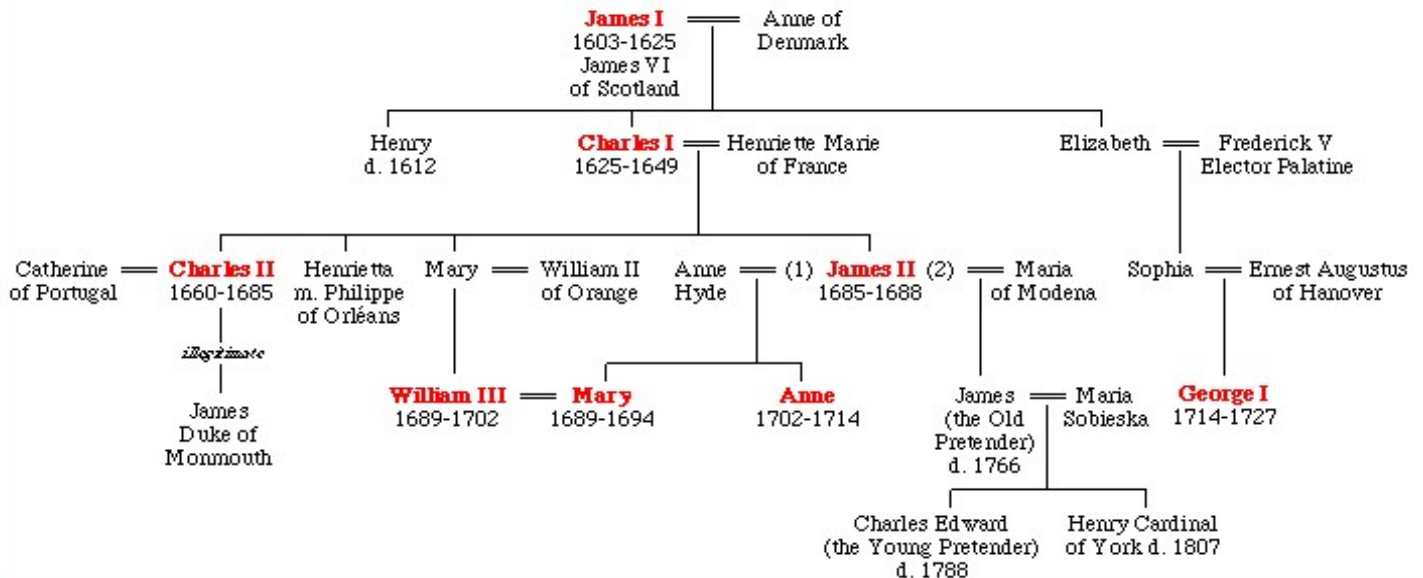 James I
1603-1625
James VI
of Scotland
Anne of
Denmark
Henry
d. 1612
Charles I
1625-1649
Henriette Marie
of France
Elizabeth
Frederick V
Elector Palatine
Catherine
of Portugal
Charles II
1660-1685
Henrietta
m. Philippe
of Orléans
Mary
William II
of Orange
Anne
Hyde
(1)
James II
1685-1688
(2)
Maria
of Modena
Sophia
Ernest Augustus
of Hanover
illegitimate
James
Duke of
Monmouth
William III
1689-1702
Mary
1689-1694
Anne
1702-1714
James
(the Old
Pretender)
d. 1766
Maria
Sobieska
George I
1714-1727
Charles Edward
(the Young Pretender)
d. 1788
Henry Cardinal
of York d. 1807